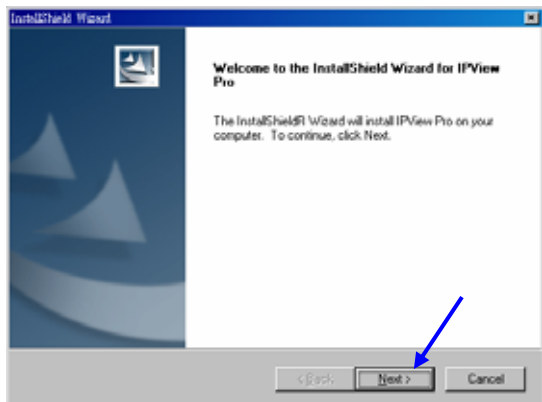 InstallShield Wizard
Welcome to the InstallShield Wizard for IPView
Pro
The InstallShieldR Wizard will install IPView Pro on your
computer. To continue, click Next.
< Back
Next >
Cancel